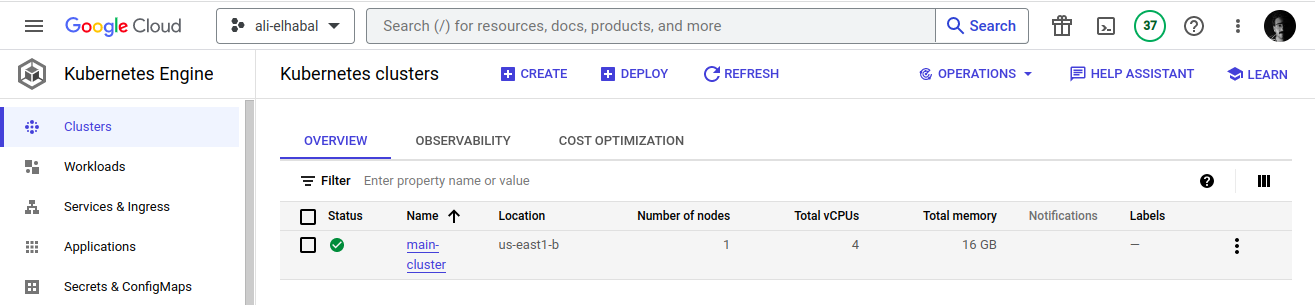 Google Cloud
ali-elhabal
Search (/) for resources, docs, products, and more
Search
37
Kubernetes Engine
Kubernetes clusters
CREATE
DEPLOY
REFRESH
OPERATIONS
HELP ASSISTANT
LEARN
Clusters
Workloads
Services & Ingress
Applications
Secrets & ConfigMaps
OVERVIEW
OBSERVABILITY
COST OPTIMIZATION
Filter Enter property name or value
Status Name Location Number of nodes Total vCPUs Total memory Notifications Labels
main- us-east1-b 1 4 16 GB —
cluster